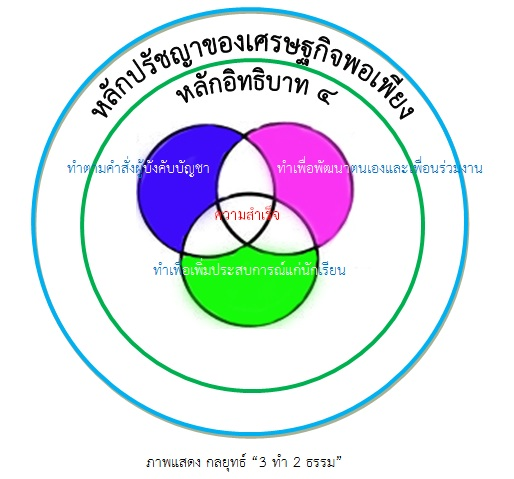 หลักปรัชญาของเศรษฐกิจพอเพียง
หลักอิทธิบาท ๔
ทำตามคำสั่งผู้บังคับบัญชา
ทำเพื่อพัฒนาตนเองและเพื่อนร่วมงาน
ความสำเร็จ
ทำเพื่อเพิ่มประสบการณ์แก่นักเรียน
ภาพแสดง กลยุทธ์ “3 ทำ 2 ธรรม”